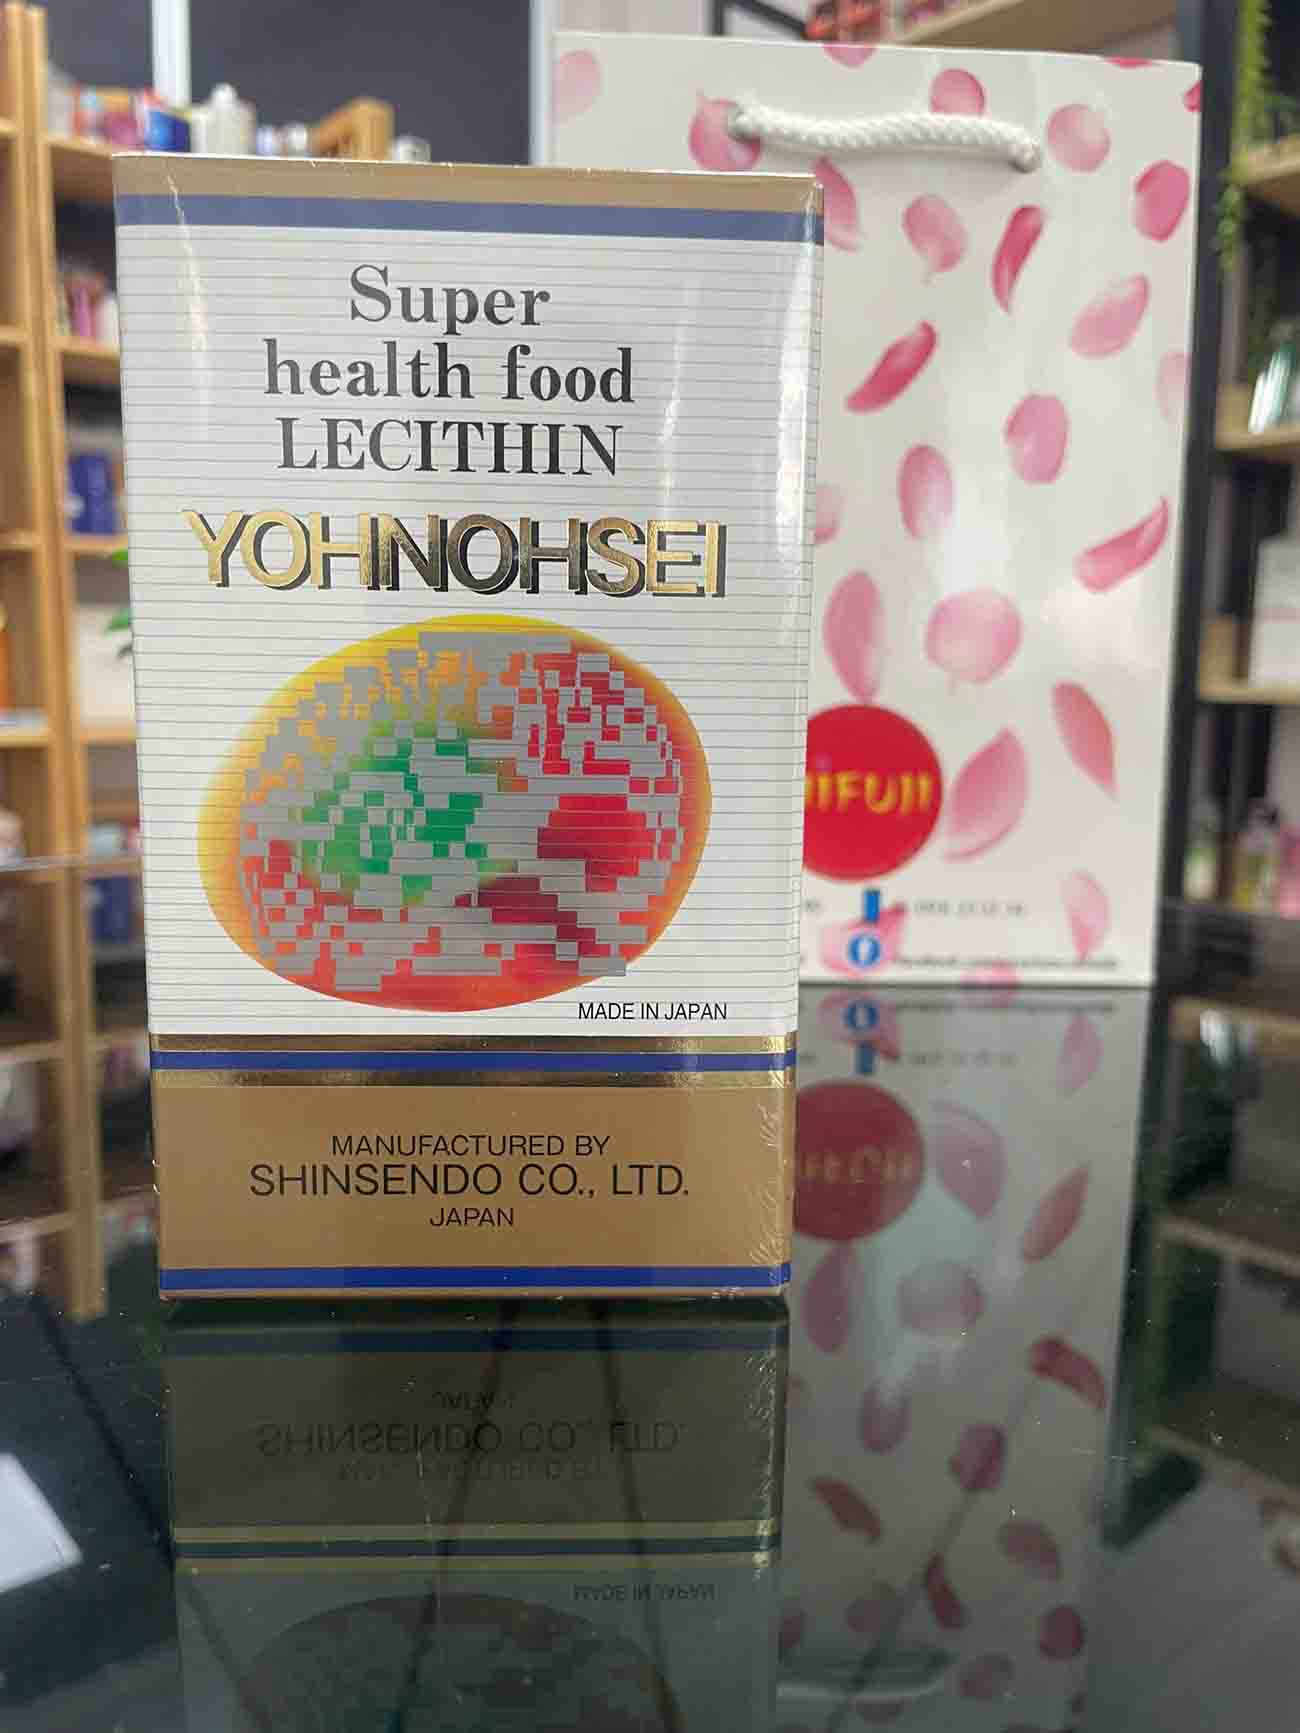 Super
health food
LECITHIN
YOHNOHSEI
MADE IN JAPAN
MANUFACTURED BY
SHINSENDO CO., LTD.
JAPAN